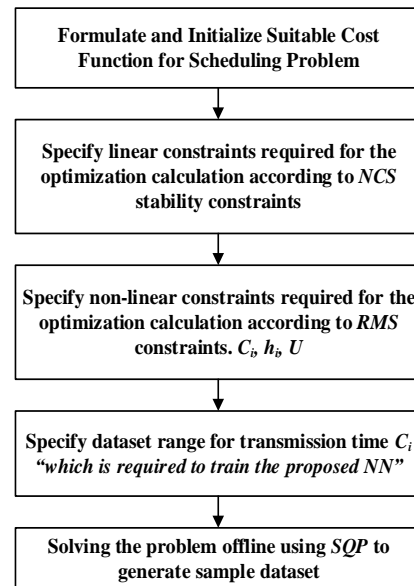 Formulate and Initialize Suitable Cost
Function for Scheduling Problem
Specify linear constraints required for the
optimization calculation according to NCS
stability constraints
Specify non-linear constraints required for the
optimization calculation according to RMS
constraints. Ci, hi, U
Specify dataset range for transmission time Ci
“which is required to train the proposed NN”
Solving the problem offline using SQP to
generate sample dataset